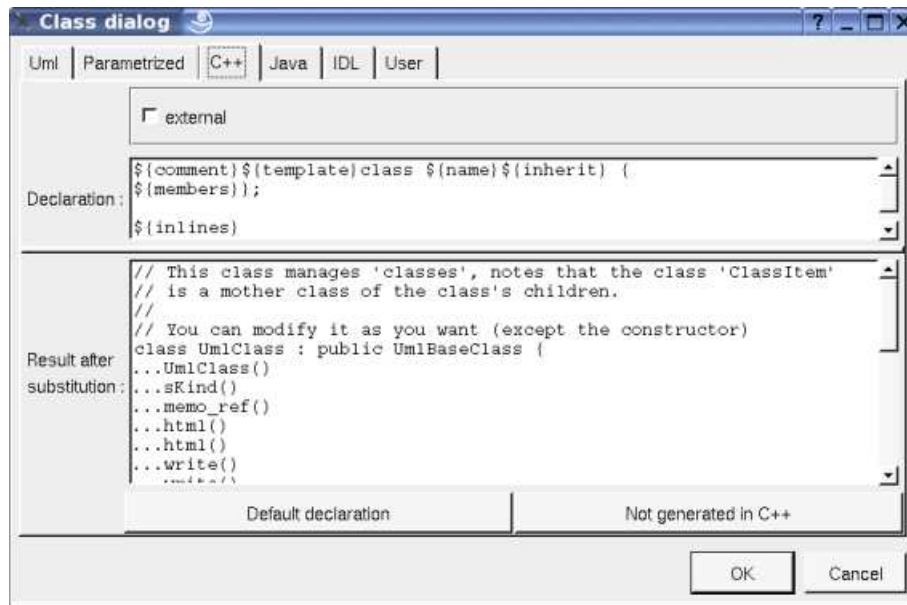 Class dialog
? _ X
Uml Parametrized C++ Java IDL User
external
Declaration :
${comment}${template}class ${name}${inherit} {
${members}};
${inlines}
Result after
substitution :
// This class manages 'classes', notes that the class 'ClassItem'
// is a mother class of the class's children.
//
// You can modify it as you want (except the constructor)
class UmlClass : public UmlBaseClass {
...UmlClass()
...sKind()
...memo_ref()
...html()
...html()
...write()
Default declaration Not generated in C++
OK Cancel